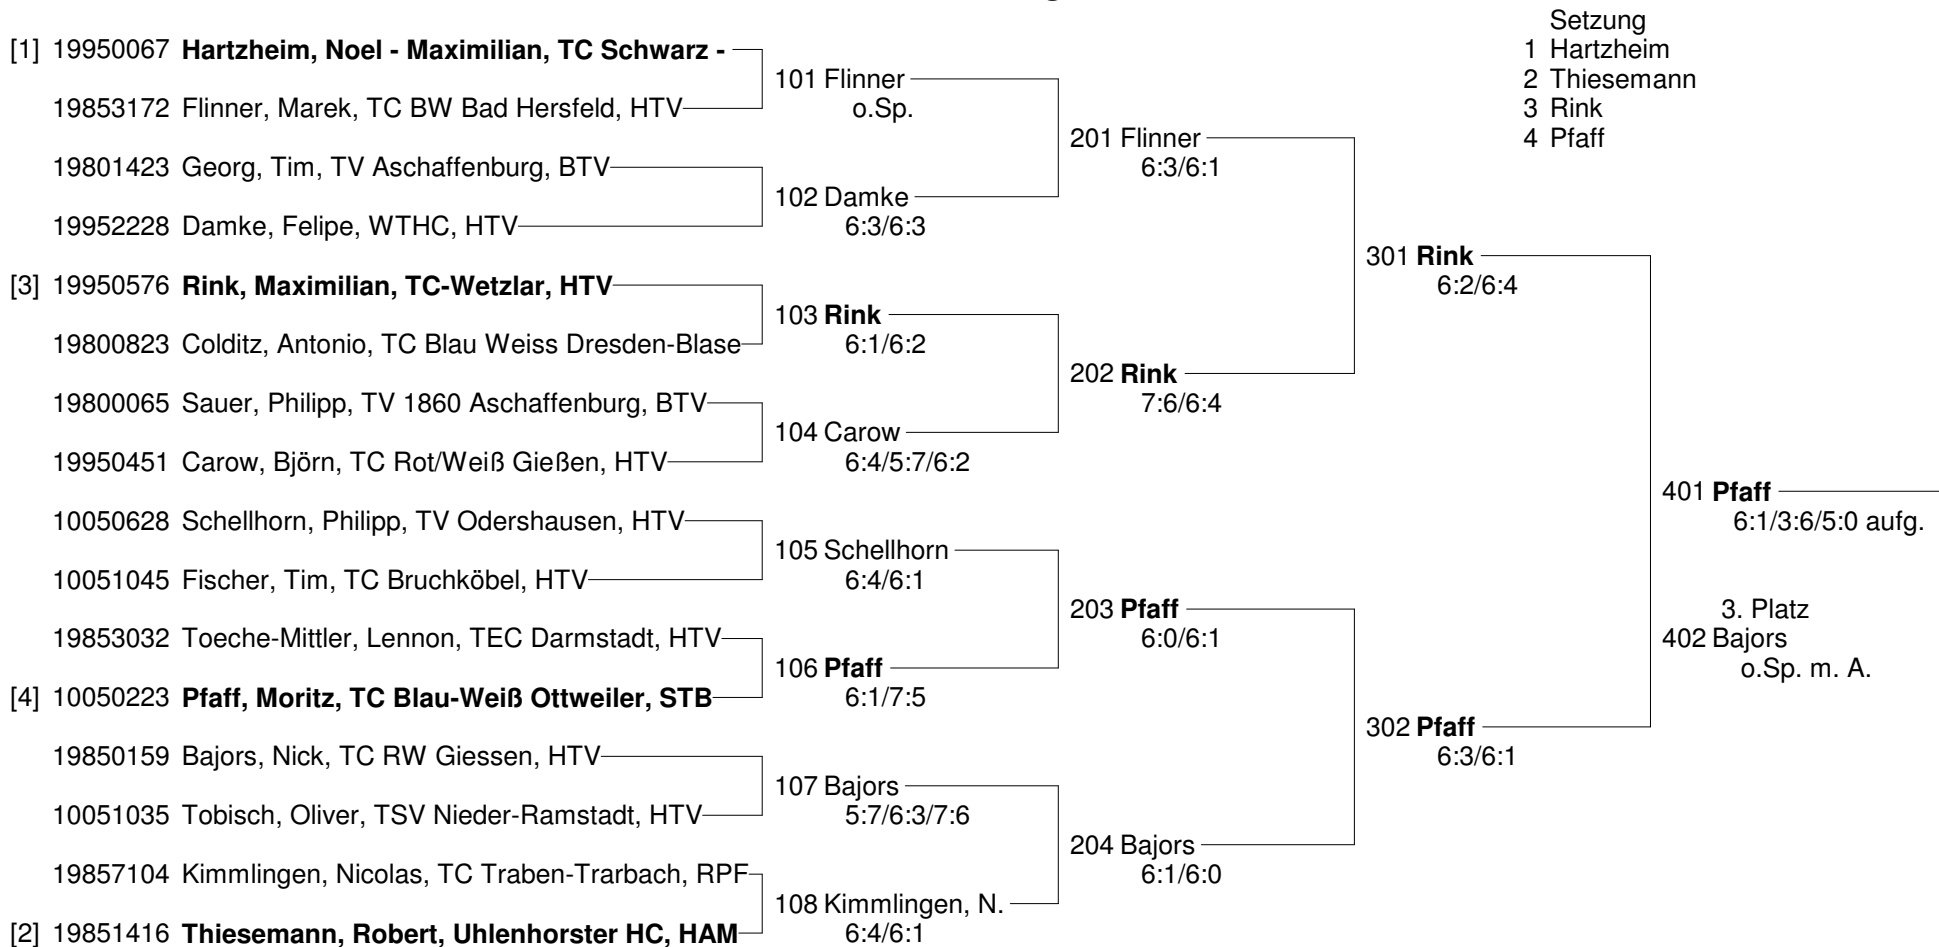 Setzung
1 Hartzheim
2 Thiesemann
3 Rink
4 Pfaff
[1] 19950067 Hartzheim, Noel - Maximilian, TC Schwarz -
19853172 Flinner, Marek, TC BW Bad Hersfeld, HTV
19801423 Georg, Tim, TV Aschaffenburg, BTV
19952228 Damke, Felipe, WTHC, HTV
[3] 19950576 Rink, Maximilian, TC-Wetzlar, HTV
19800823 Colditz, Antonio, TC Blau Weiss Dresden-Blase
19800065 Sauer, Philipp, TV 1860 Aschaffenburg, BTV
19950451 Carow, Björn, TC Rot/Weiß Gießen, HTV
10050628 Schellhorn, Philipp, TV Odershausen, HTV
10051045 Fischer, Tim, TC Bruchköbel, HTV
19853032 Toeche-Mittler, Lennon, TEC Darmstadt, HTV
[4] 10050223 Pfaff, Moritz, TC Blau-Weiß Ottweiler, STB
19850159 Bajors, Nick, TC RW Giessen, HTV
10051035 Tobisch, Oliver, TSV Nieder-Ramstadt, HTV
19857104 Kimmlingen, Nicolas, TC Traben-Trarbach, RPF
[2] 19851416 Thiesemann, Robert, Uhlenhorster HC, HAM
101 Flinner
o.Sp.
102 Damke
6:3/6:3
103 Rink
6:1/6:2
104 Carow
6:4/5:7/6:2
105 Schellhorn
6:4/6:1
106 Pfaff
6:1/7:5
107 Bajors
5:7/6:3/7:6
108 Kimmlingen, N.
6:4/6:1
201 Flinner
6:3/6:1
202 Rink
7:6/6:4
203 Pfaff
6:0/6:1
204 Bajors
6:1/6:0
301 Rink
6:2/6:4
302 Pfaff
6:3/6:1
401 Pfaff
6:1/3:6/5:0 aufg.
3. Platz
402 Bajors
o.Sp. m. A.